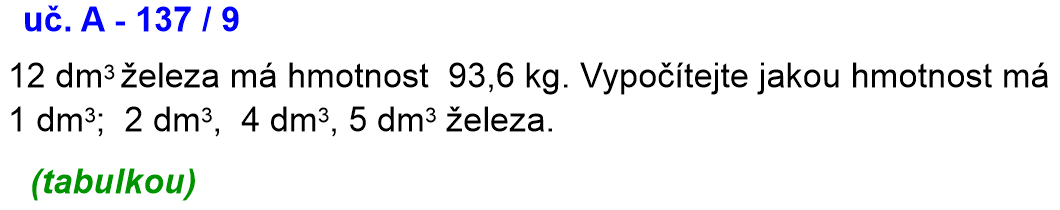 uč. A - 137 / 9
12 dm³ železa má hmotnost  93,6 kg. Vypočítejte jakou hmotnost má
1 dm³;  2 dm³,  4 dm³, 5 dm³ železa.
(tabulkou)